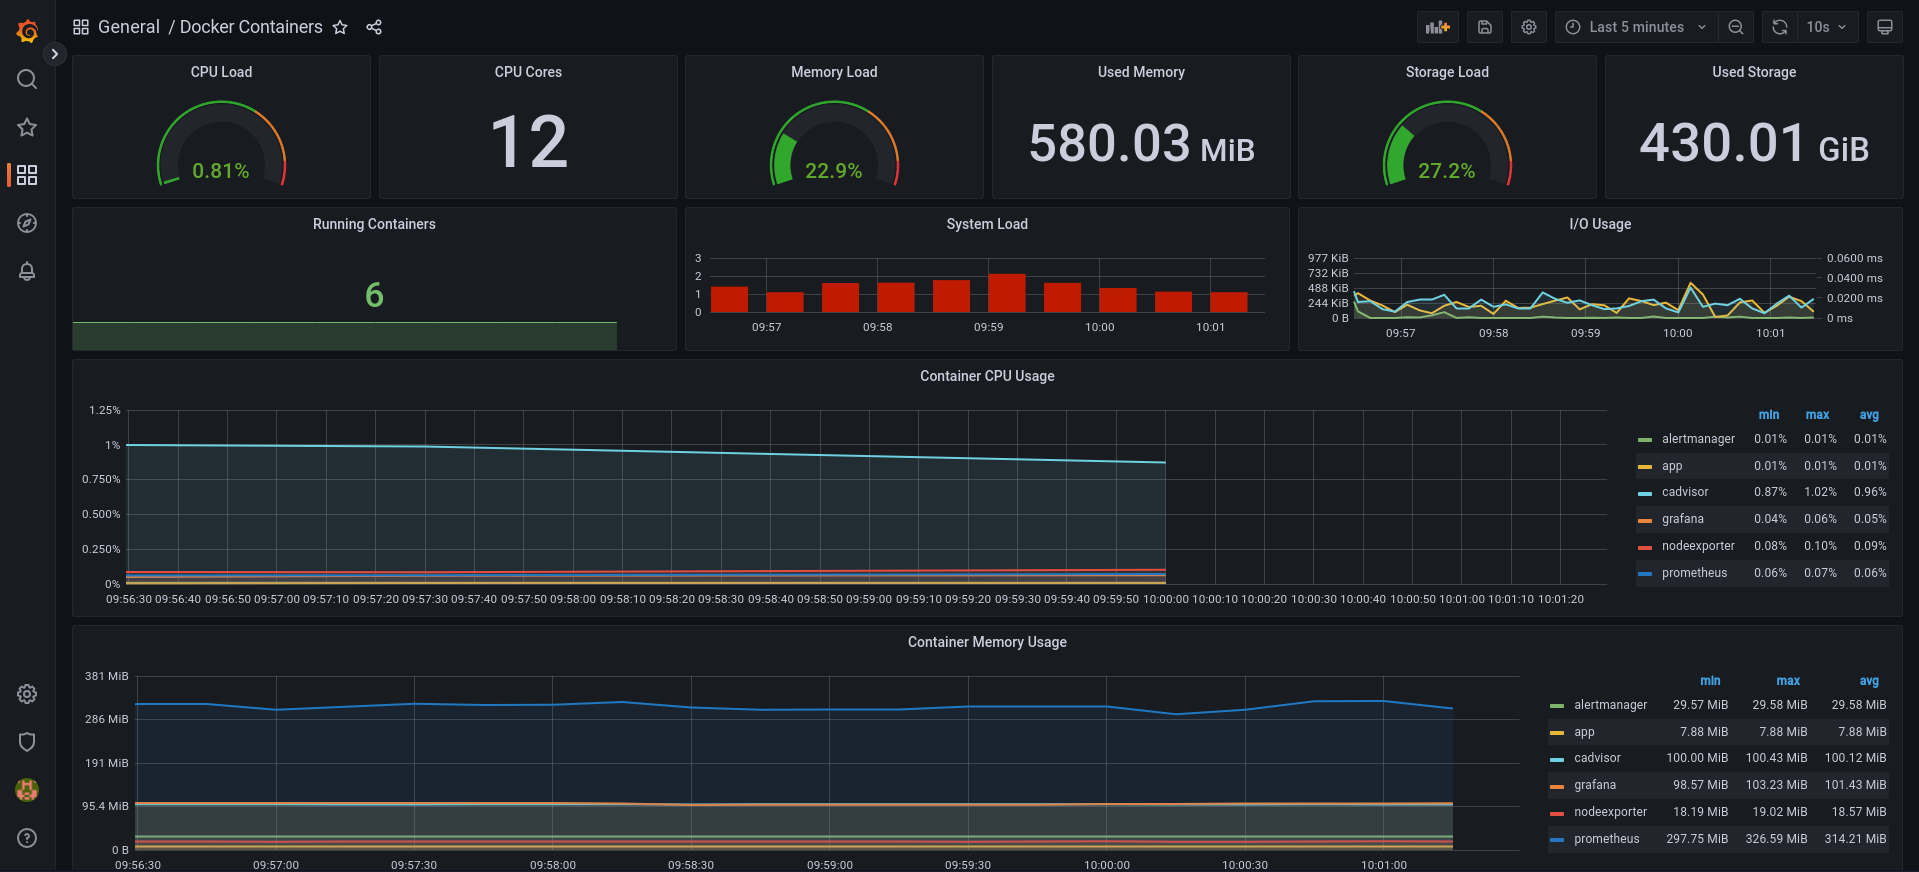 General / Docker Containers
Last 5 minutes
10s
CPU Load
CPU Cores
Memory Load
Used Memory
Storage Load
Used Storage
0.81%
12
22.9%
580.03 MiB
27.2%
430.01 GiB
Running Containers
6
System Load
3
2
1
0
09:57 09:58 09:59 10:00 10:01
I/O Usage
977 KiB 0.0600 ms
732 KiB 0.0400 ms
488 KiB 0.0200 ms
244 KiB
0 B 0 ms
09:57 09:58 09:59 10:00 10:01
Container CPU Usage
1.25%
1%
0.750%
0.500%
0.250%
0%
09:56:30 09:56:40 09:56:50 09:57:00 09:57:10 09:57:20 09:57:30 09:57:40 09:57:50 09:58:00 09:58:10 09:58:20 09:58:30 09:58:40 09:58:50 09:59:00 09:59:10 09:59:20 09:59:30 09:59:40 09:59:50 10:00:00 10:00:10 10:00:20 10:00:30 10:00:40 10:00:50 10:01:00 10:01:10 10:01:20
min max avg
alertmanager 0.01% 0.01% 0.01%
app 0.01% 0.01% 0.01%
cadvisor 0.87% 1.02% 0.96%
grafana 0.04% 0.06% 0.05%
nodeexporter 0.08% 0.10% 0.09%
prometheus 0.06% 0.07% 0.06%
Container Memory Usage
381 MiB
286 MiB
191 MiB
95.4 MiB
0 B
09:56:30 09:57:00 09:57:30 09:58:00 09:58:30 09:59:00 09:59:30 10:00:00 10:00:30 10:01:00
min max avg
alertmanager 29.57 MiB 29.58 MiB 29.58 MiB
app 7.88 MiB 7.88 MiB 7.88 MiB
cadvisor 100.00 MiB 100.43 MiB 100.12 MiB
grafana 98.57 MiB 103.23 MiB 101.43 MiB
nodeexporter 18.19 MiB 19.02 MiB 18.57 MiB
prometheus 297.75 MiB 326.59 MiB 314.21 MiB